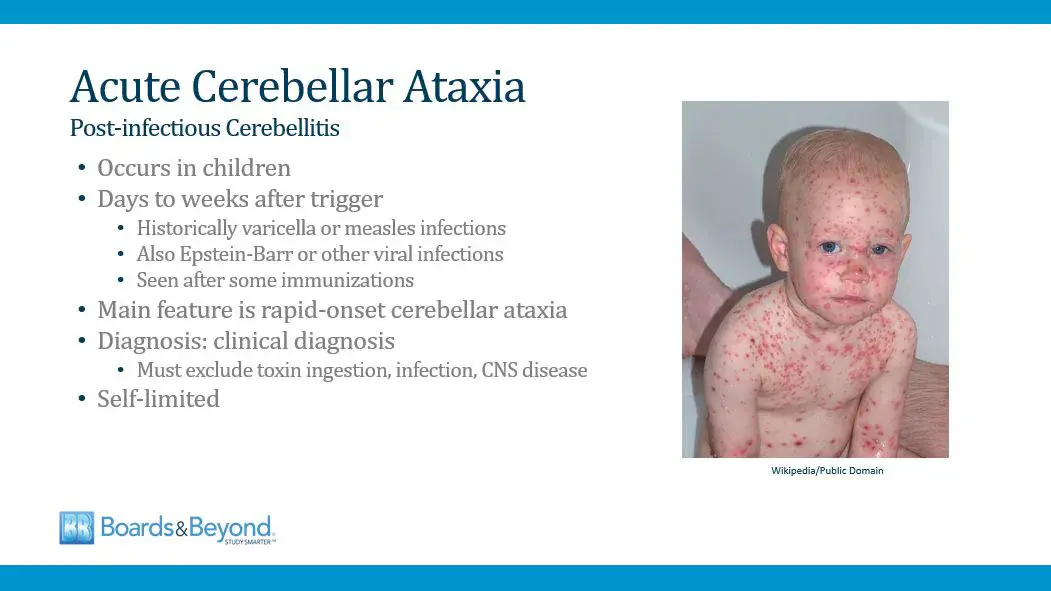 Acute Cerebellar Ataxia
Post-infectious Cerebellitis
• Occurs in children
• Days to weeks after trigger
• Historically varicella or measles infections
• Also Epstein-Barr or other viral infections
• Seen after some immunizations
• Main feature is rapid-onset cerebellar ataxia
• Diagnosis: clinical diagnosis
• Must exclude toxin ingestion, infection, CNS disease
• Self-limited
Wikipedia/Public Domain
BB Boards&Beyond.
STUDY SMARTER™